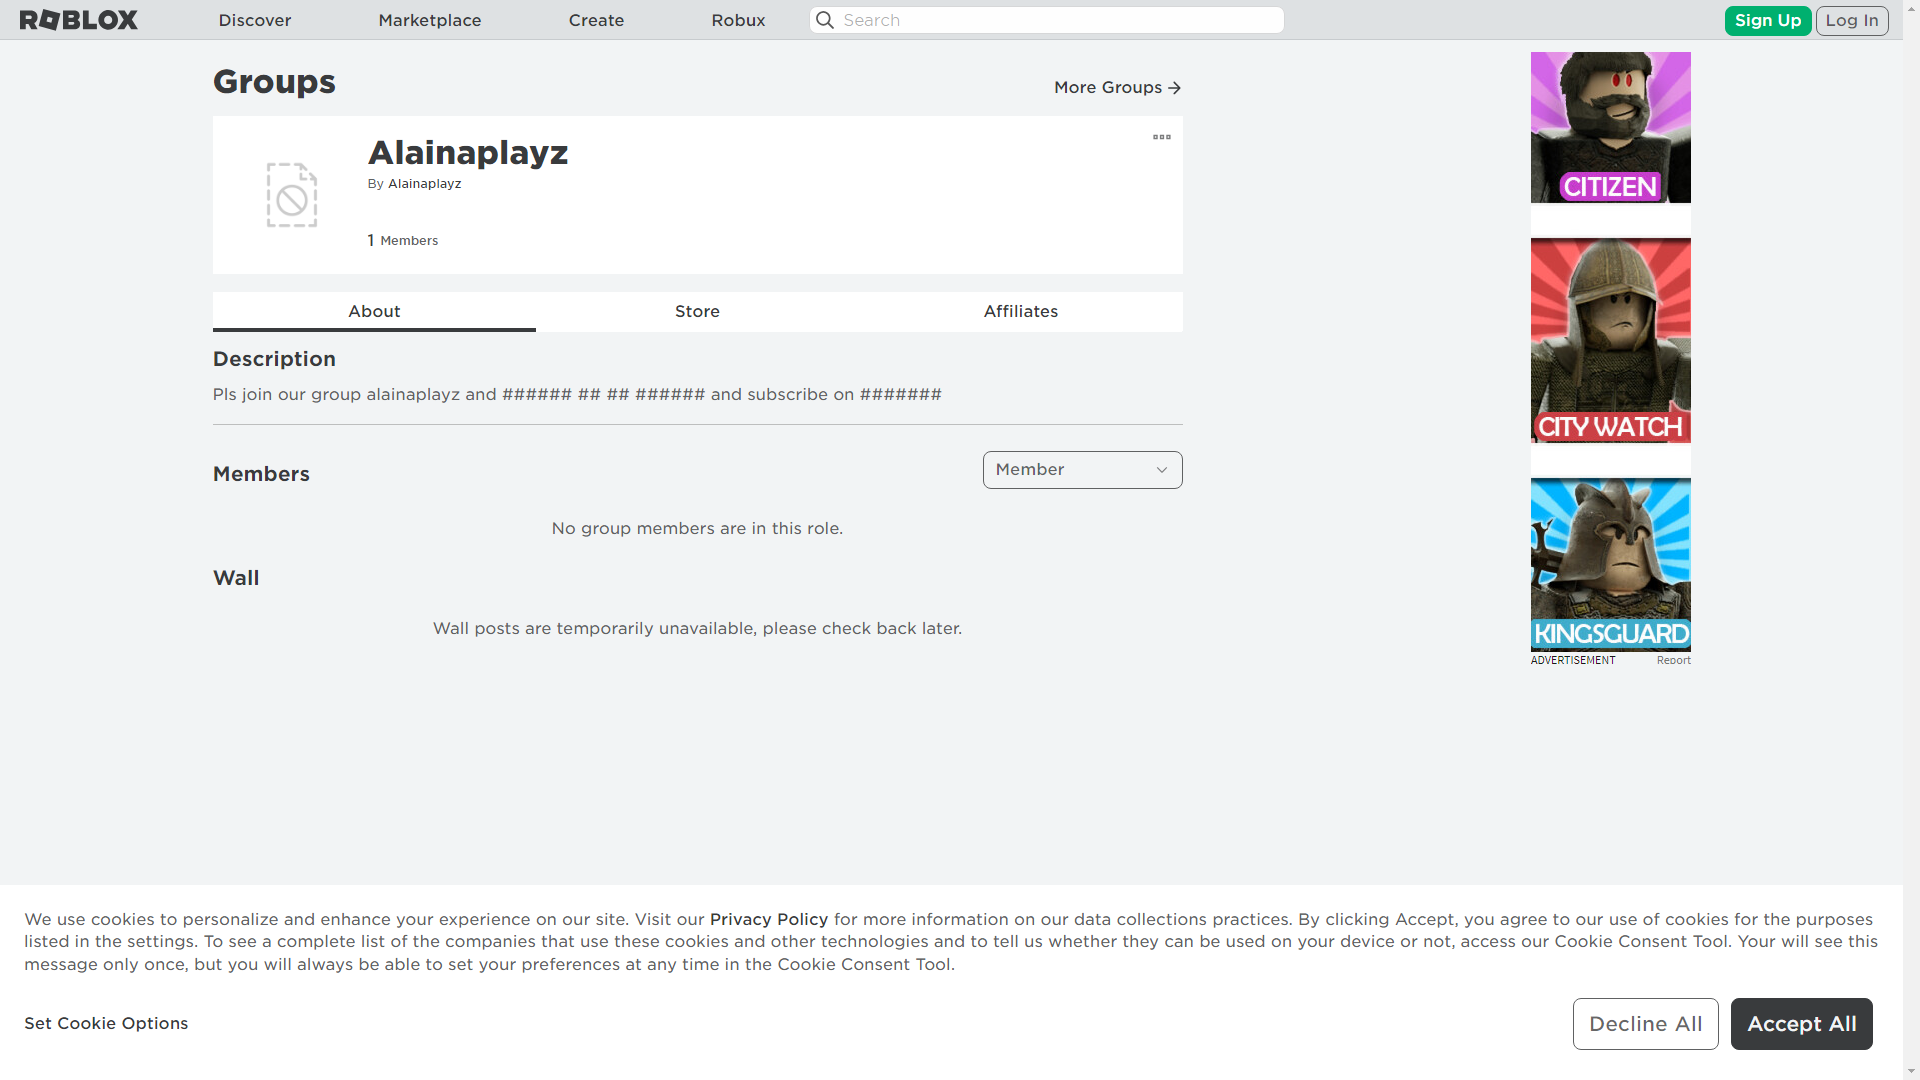 ROBLOX
Discover
Marketplace
Create
Robux
Search
Sign Up
Log In
Groups
More Groups
Alainaplayz
By Alainaplayz
1 Members
About
Store
Affiliates
Description
Pls join our group alainaplayz and ###### ## ## ###### and subscribe on #######
Members
Member
No group members are in this role.
Wall
Wall posts are temporarily unavailable, please check back later.
CITIZEN
CITY WATCH
KINGSGUARD
ADVERTISEMENT
Report
We use cookies to personalize and enhance your experience on our site. Visit our Privacy Policy for more information on our data collections practices. By clicking Accept, you agree to our use of cookies for the purposes
listed in the settings. To see a complete list of the companies that use these cookies and other technologies and to tell us whether they can be used on your device or not, access our Cookie Consent Tool. Your will see this
message only once, but you will always be able to set your preferences at any time in the Cookie Consent Tool.
Set Cookie Options
Decline All
Accept All